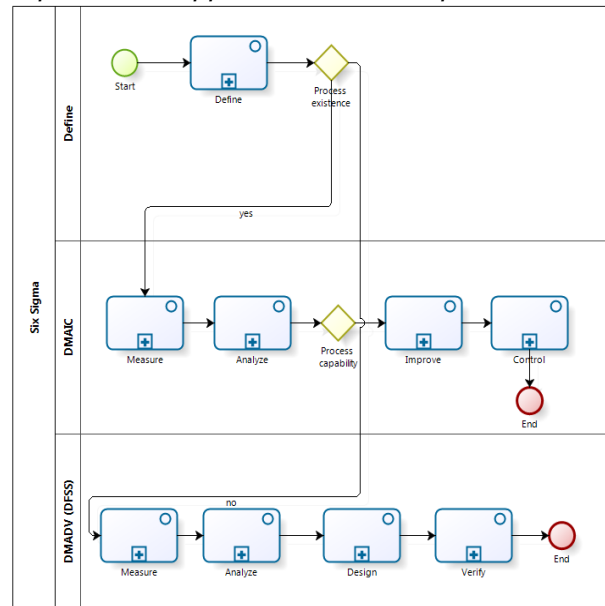 Six Sigma
Define
Start
Define
Process
existence
yes
DMAIC
Measure
Analyze
Process
capability
Improve
Control
End
DMADV (DFSS)
no
Measure
Analyze
Design
Verify
End